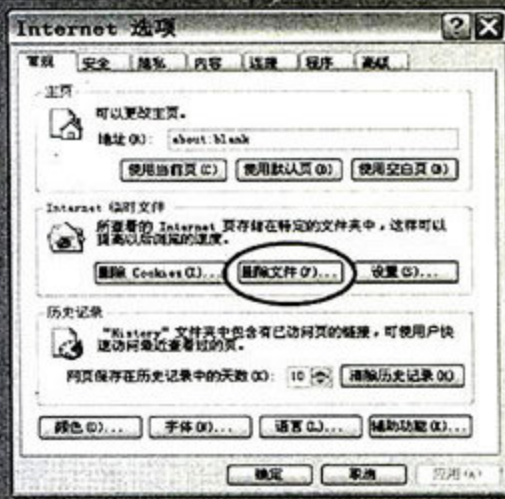 Internet 选项
常规 安全 隐私 内容 连接 程序 高级
主页
可以更改主页。
地址(R): about:blank
使用当前页(C) 使用默认页(D) 使用空白页(B)
Internet 临时文件
所查看的 Internet 页存储在特定的文件夹中，这样可以
提高以后浏览的速度。
删除 Cookies(I)... 删除文件(F)... 设置(S)...
历史记录
"History"文件夹中包含有已访问页的链接，可使用户快
速访问最近查看过的页。
网页保存在历史记录中的天数(K): 10 清除历史记录(H)
颜色(O)... 字体(N)... 语言(L)... 辅助功能(E)...
确定 取消 应用(A)